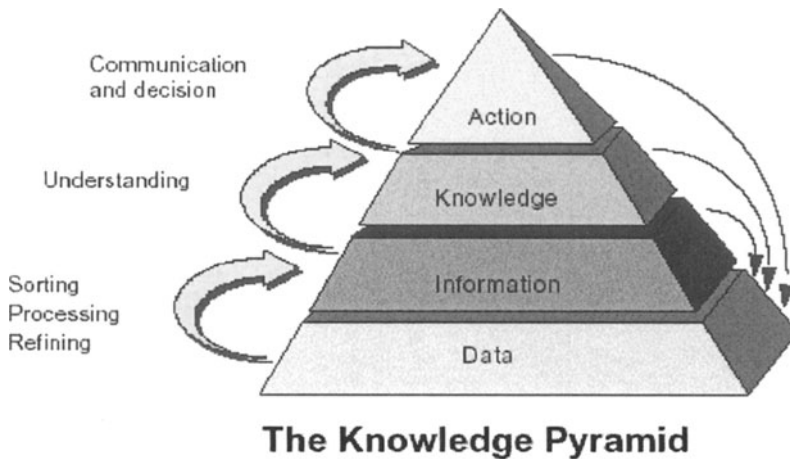 Communication
and decision
Action
Understanding
Knowledge
Sorting
Processing
Refining
Information
Data
The Knowledge Pyramid